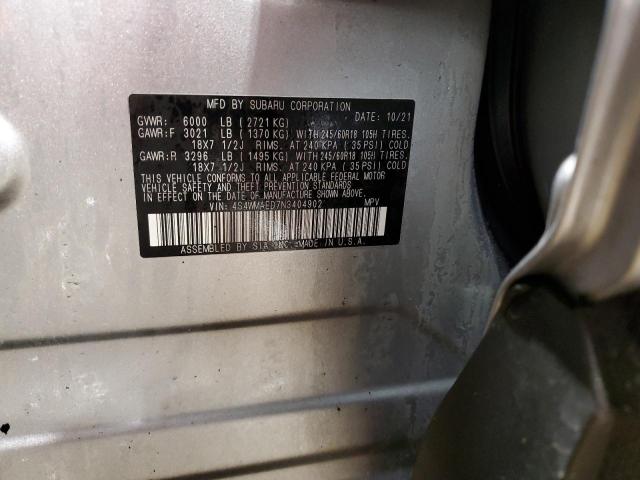 MFD BY SUBARU CORPORATION
GVWR: 6000 LB (2721 KG) DATE: 10/21
GAWR:F 3021 LB (1370 KG) WITH 245/60R18 105H TIRES.
18X7 1/2J RIMS. AT 240 KPA ( 35 PSI) COLD
GAWR:R 3296 LB (1495 KG) WITH 245/60R18 105H TIRES.
18X7 1/2J RIMS. AT 240 KPA ( 35 PSI) COLD
THIS VEHICLE CONFORMS TO ALL APPLICABLE FEDERAL MOTOR
VEHICLE SAFETY AND THEFT PREVENTION STANDARDS
IN EFFECT ON THE DATE OF MANUFACTURE SHOWN ABOVE.
VIN: 4S4WMAED7N3404902 MPV
ASSEMBLED BY S.I.A. INC. MADE IN U.S.A.